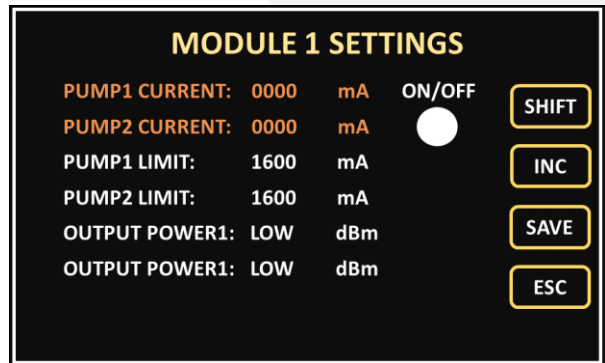 MODULE 1 SETTINGS
PUMP1 CURRENT: 0000 mA ON/OFF
PUMP2 CURRENT: 0000 mA
PUMP1 LIMIT: 1600 mA
PUMP2 LIMIT: 1600 mA
OUTPUT POWER1: LOW dBm
OUTPUT POWER1: LOW dBm
SHIFT
INC
SAVE
ESC